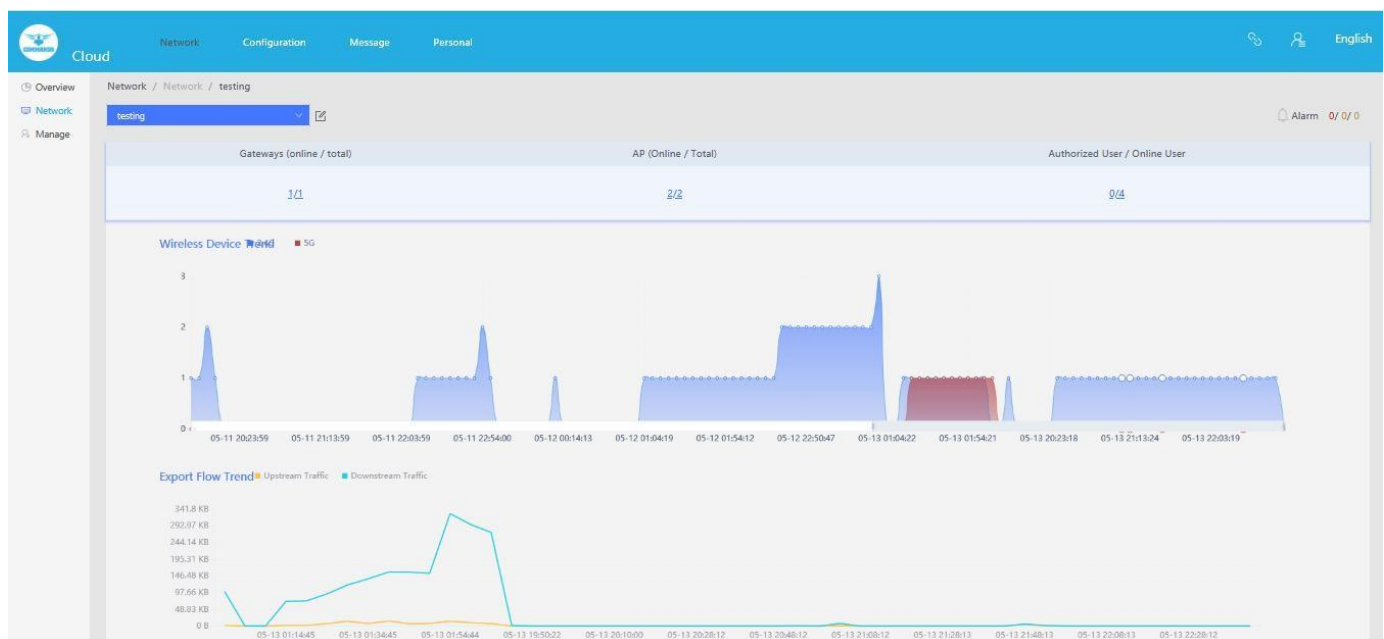 Cloud
Network Configuration Message Personal English
Overview
Network
Manage
Network / Network / testing
testing
Alarm 0/ 0/ 0
Gateways (online / total) AP (Online / Total) Authorized User / Online User
1/1 2/2 0/4
Wireless Device Trend 5G
3
2
1
0
05-11 20:23:59 05-11 21:13:59 05-11 22:03:59 05-11 22:54:00 05-12 00:14:13 05-12 01:04:19 05-12 01:54:12 05-12 22:50:47 05-13 01:04:22 05-13 01:54:21 05-13 20:23:18 05-13 21:13:24 05-13 22:03:19
Export Flow Trend Upstream Traffic Downstream Traffic
341.8 KB
292.97 KB
244.14 KB
195.31 KB
146.48 KB
97.66 KB
48.83 KB
0 B
05-13 01:14:45 05-13 01:34:45 05-13 01:54:44 05-13 19:50:22 05-13 20:10:00 05-13 20:28:12 05-13 20:48:12 05-13 21:08:12 05-13 21:28:13 05-13 21:48:13 05-13 22:08:13 05-13 22:28:12